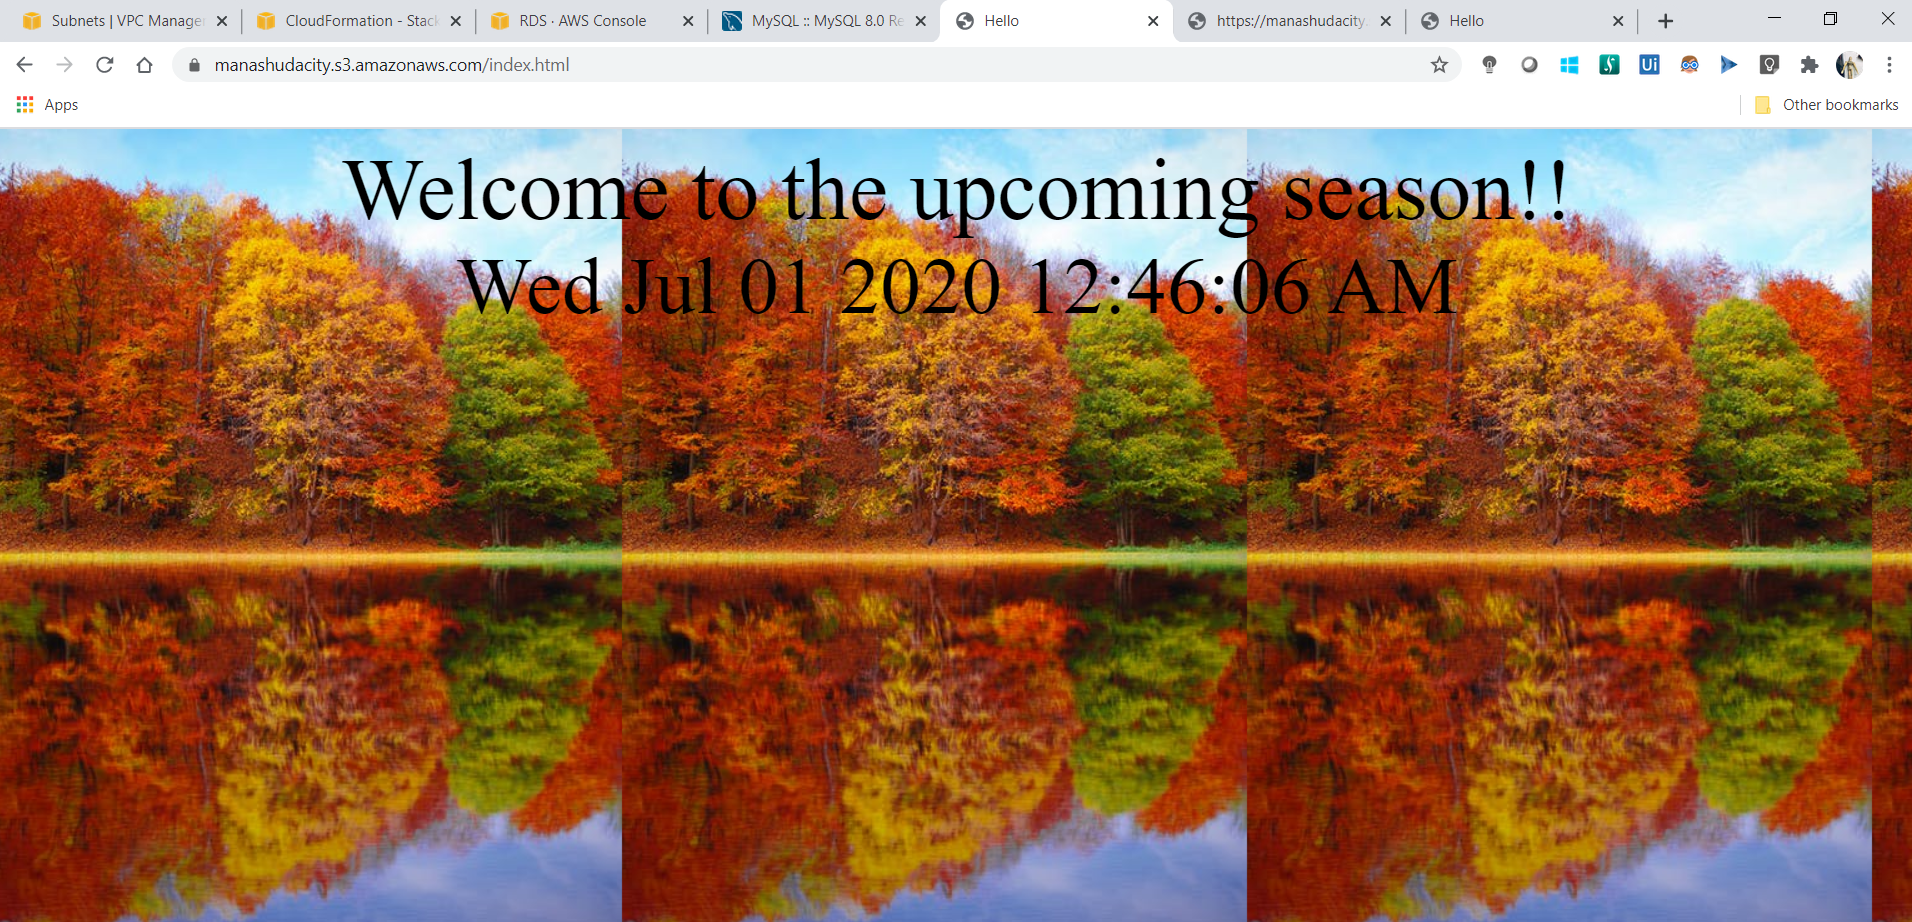 Subnets | VPC Manager
CloudFormation - Stack
RDS · AWS Console
MySQL :: MySQL 8.0 Re
Hello
https://manashudacity.
Hello
manashudacity.s3.amazonaws.com/index.html
Ui
Apps
Other bookmarks
Welcome to the upcoming season!!
Wed Jul 01 2020 12:46:06 AM